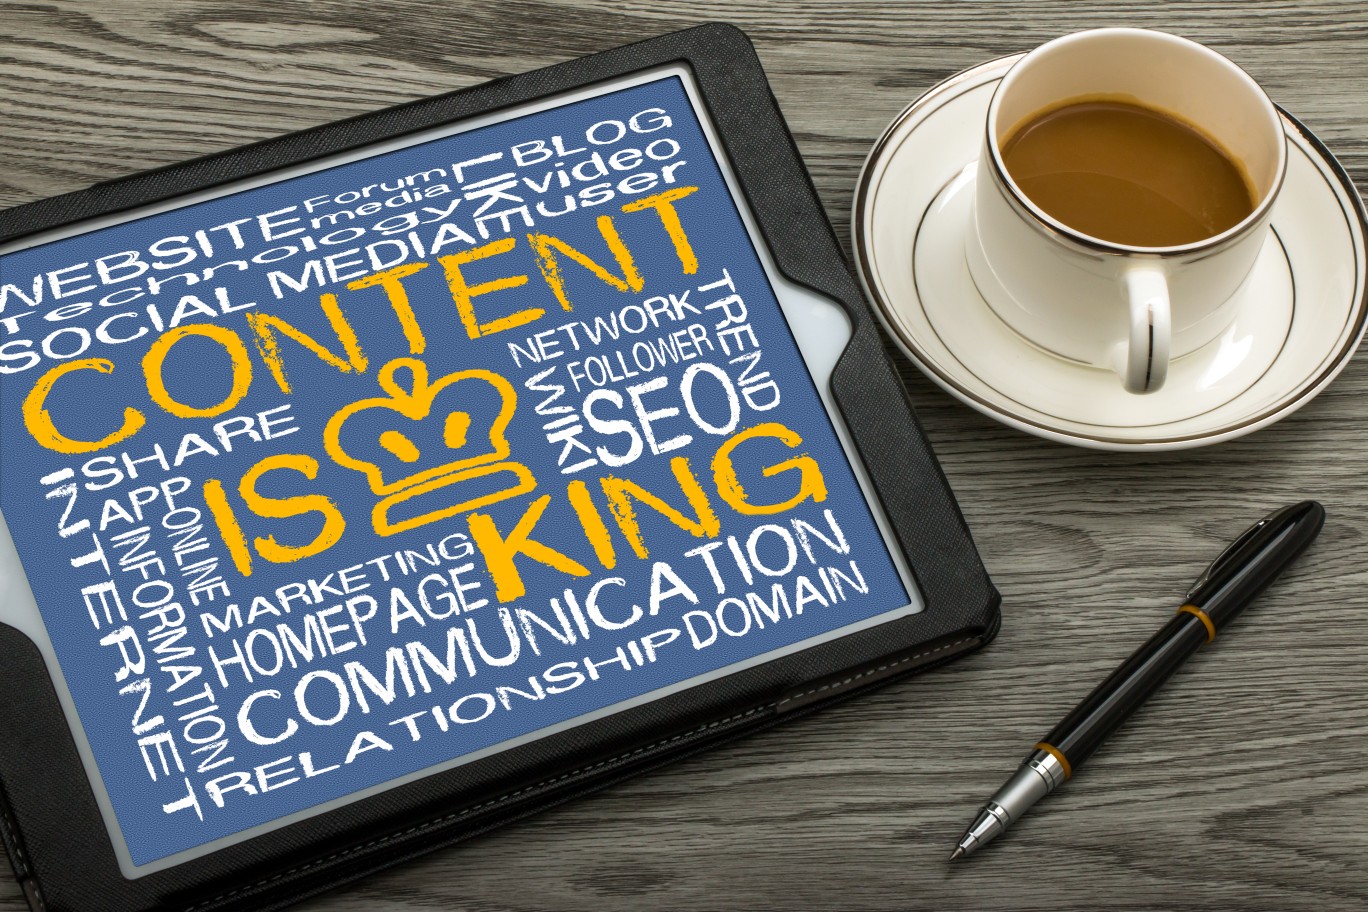 WEBSITE
Forum
media
LIKE
BLOG
video
user
Technology
SOCIAL MEDIA
CONTENT
NETWORK
TREND
FOLLOWER
WIKI
SEO
SHARE
IS
KING
INTERNET
APP
ONLINE
INFORMATION
MARKETING
HOMEPAGE
COMMUNICATION
RELATIONSHIP
DOMAIN